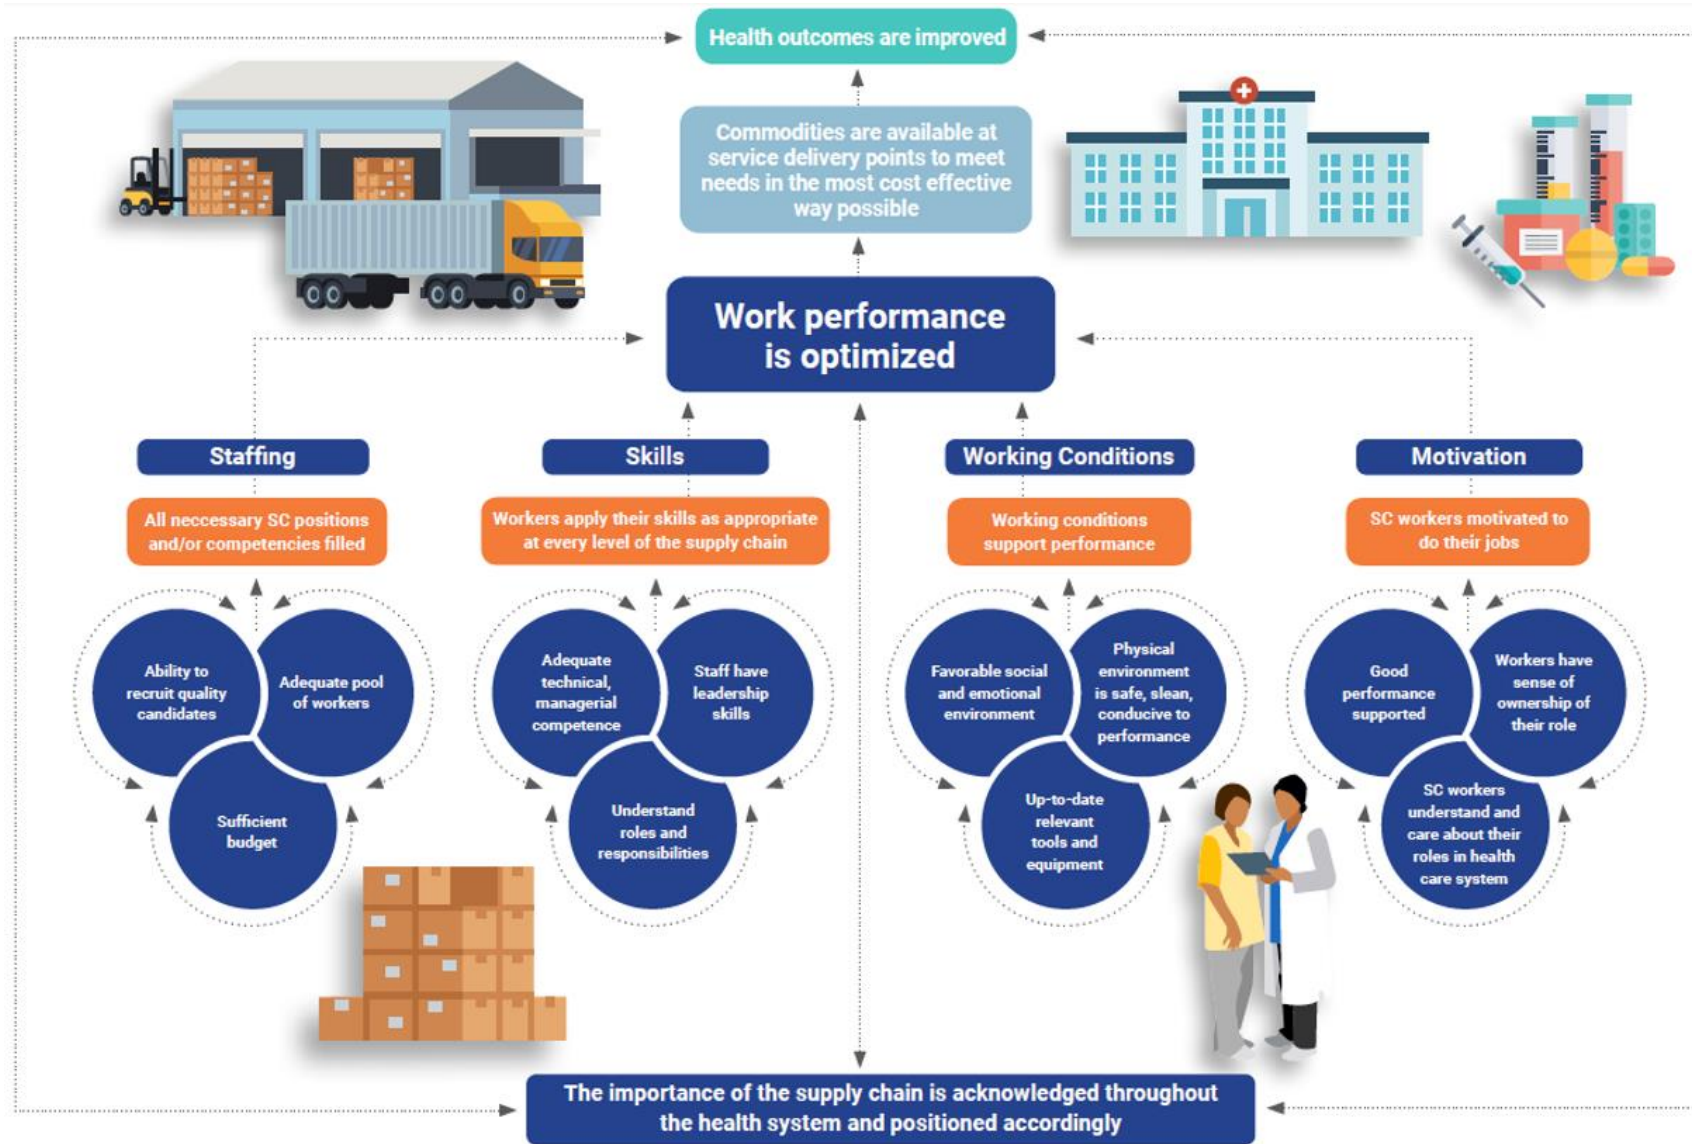 Health outcomes are improved
Commodities are available at
service delivery points to meet
needs in the most cost effective
way possible
Work performance
is optimized
Staffing
Skills
Working Conditions
Motivation
All neccessary SC positions
and/or competencies filled
Workers apply their skills as appropriate
at every level of the supply chain
Working conditions
support performance
SC workers motivated to
do their jobs
Ability to
recruit quality
candidates
Adequate pool
of workers
Sufficient
budget
Adequate
technical,
managerial
competence
Staff have
leadership
skills
Understand
roles and
responsibilities
Favorable social
and emotional
environment
Physical
environment
is safe, slean,
conducive to
performance
Up-to-date
relevant
tools and
equipment
Good
performance
supported
Workers have
sense of
ownership of
their role
SC workers
understand and
care about their
roles in health
care system
The importance of the supply chain is acknowledged throughout
the health system and positioned accordingly